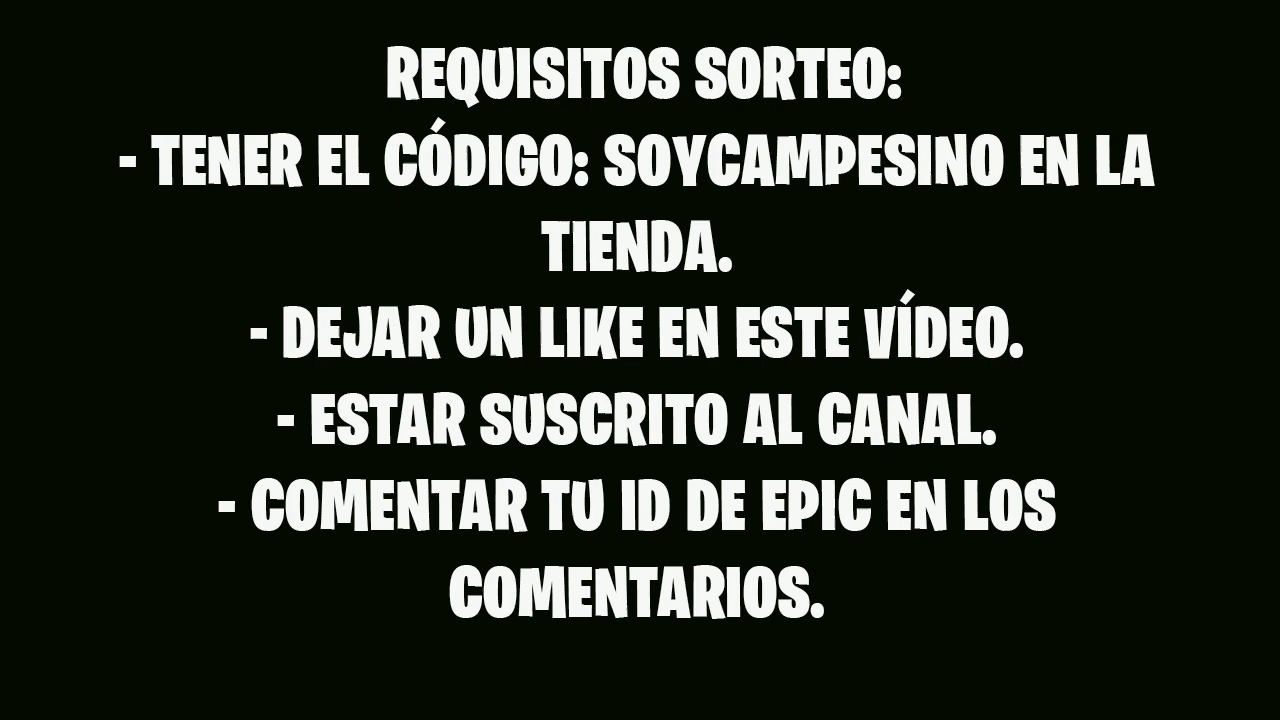 REQUISITOS SORTEO:
- TENER EL CÓDIGO: SOYCAMPESINO EN LA
TIENDA.
- DEJAR UN LIKE EN ESTE VÍDEO.
- ESTAR SUSCRITO AL CANAL.
- COMENTAR TU ID DE EPIC EN LOS
COMENTARIOS.